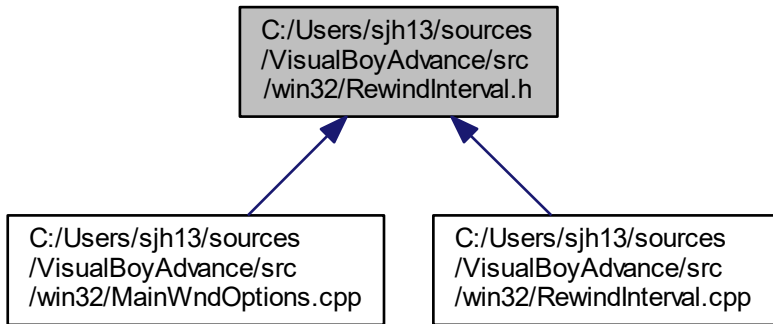 C:/Users/sjh13/sources
/VisualBoyAdvance/src
/win32/RewindInterval.h
C:/Users/sjh13/sources
/VisualBoyAdvance/src
/win32/MainWndOptions.cpp
C:/Users/sjh13/sources
/VisualBoyAdvance/src
/win32/RewindInterval.cpp